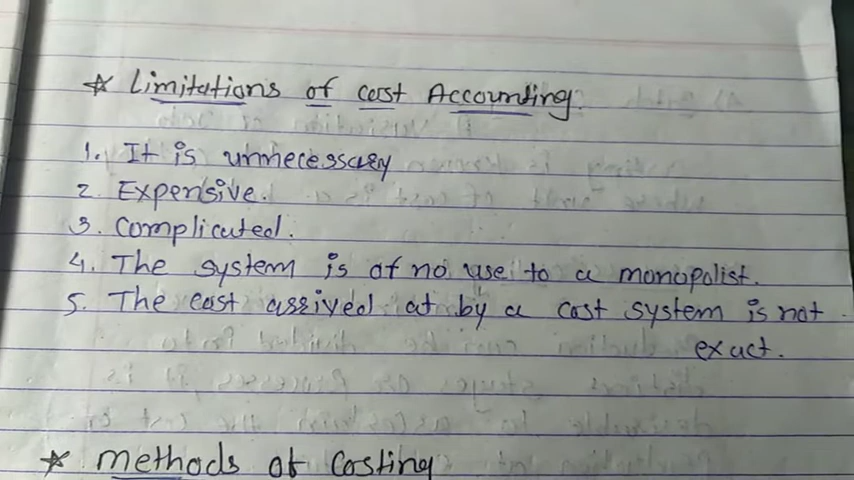 * Limitations of cost Accounting.
1. It is unnecessary
2. Expensive.
3. Complicated.
4. The system is of no use to a monopolist.
5. The cost arrived at by a cost system is not
exact.
* methods of Costing